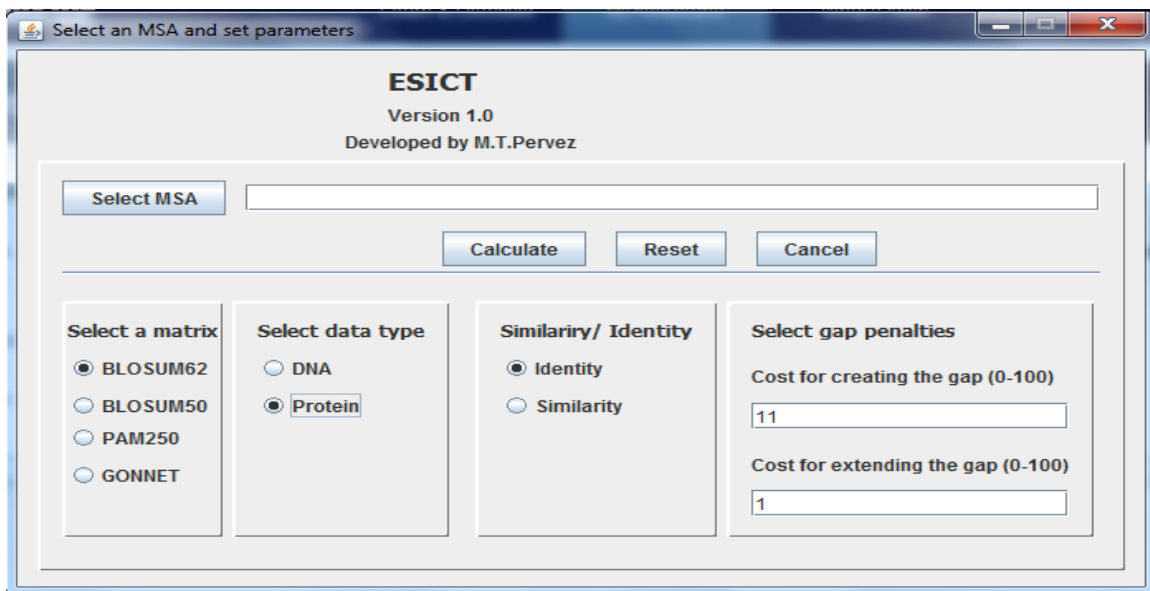 Select an MSA and set parameters
ESICT
Version 1.0
Developed by M.T.Pervez
Select MSA
Calculate Reset Cancel
Select a matrix
BLOSUM62
BLOSUM50
PAM250
GONNET
Select data type
DNA
Protein
Similariry/ Identity
Identity
Similarity
Select gap penalties
Cost for creating the gap (0-100)
11
Cost for extending the gap (0-100)
1